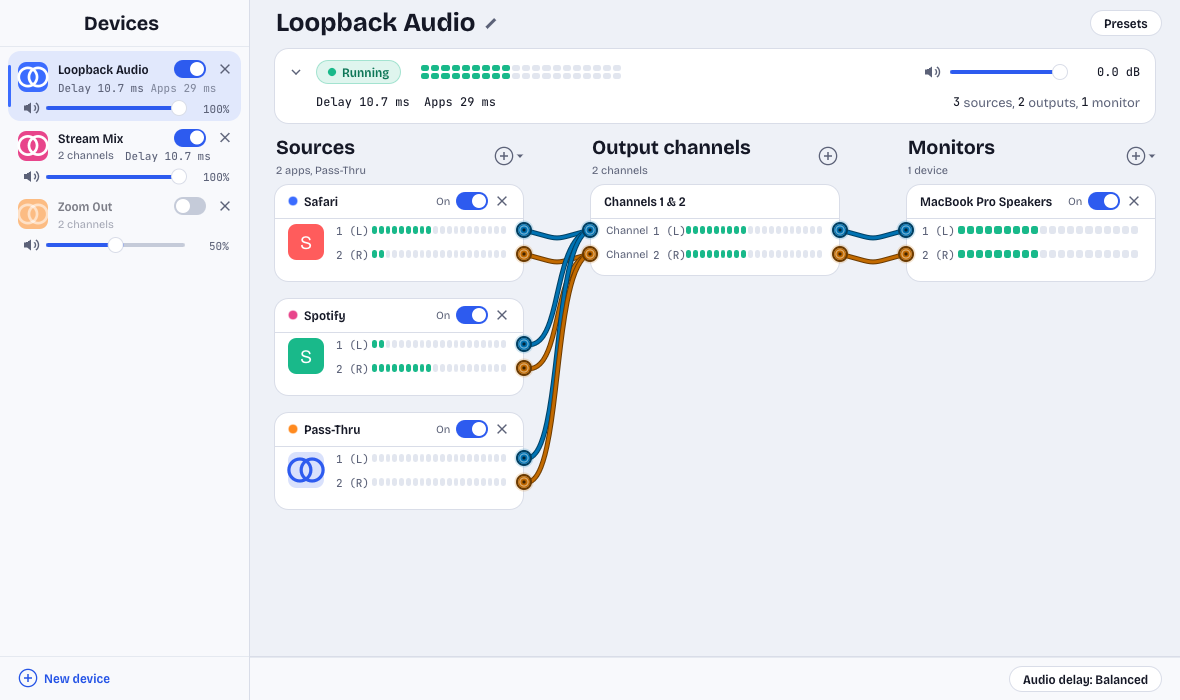 Devices
Loopback Audio
Delay 10.7 ms Apps 29 ms
100%
Stream Mix
2 channels Delay 10.7 ms
100%
Zoom Out
2 channels
50%
New device
Loopback Audio
Presets
Running
0.0 dB
Delay 10.7 ms Apps 29 ms
3 sources, 2 outputs, 1 monitor
Sources
2 apps, Pass-Thru
Safari On
S
1 (L)
2 (R)
Spotify On
S
1 (L)
2 (R)
Pass-Thru On
1 (L)
2 (R)
Output channels
2 channels
Channels 1 & 2
Channel 1 (L)
Channel 2 (R)
Monitors
1 device
MacBook Pro Speakers On
1 (L)
2 (R)
Audio delay: Balanced